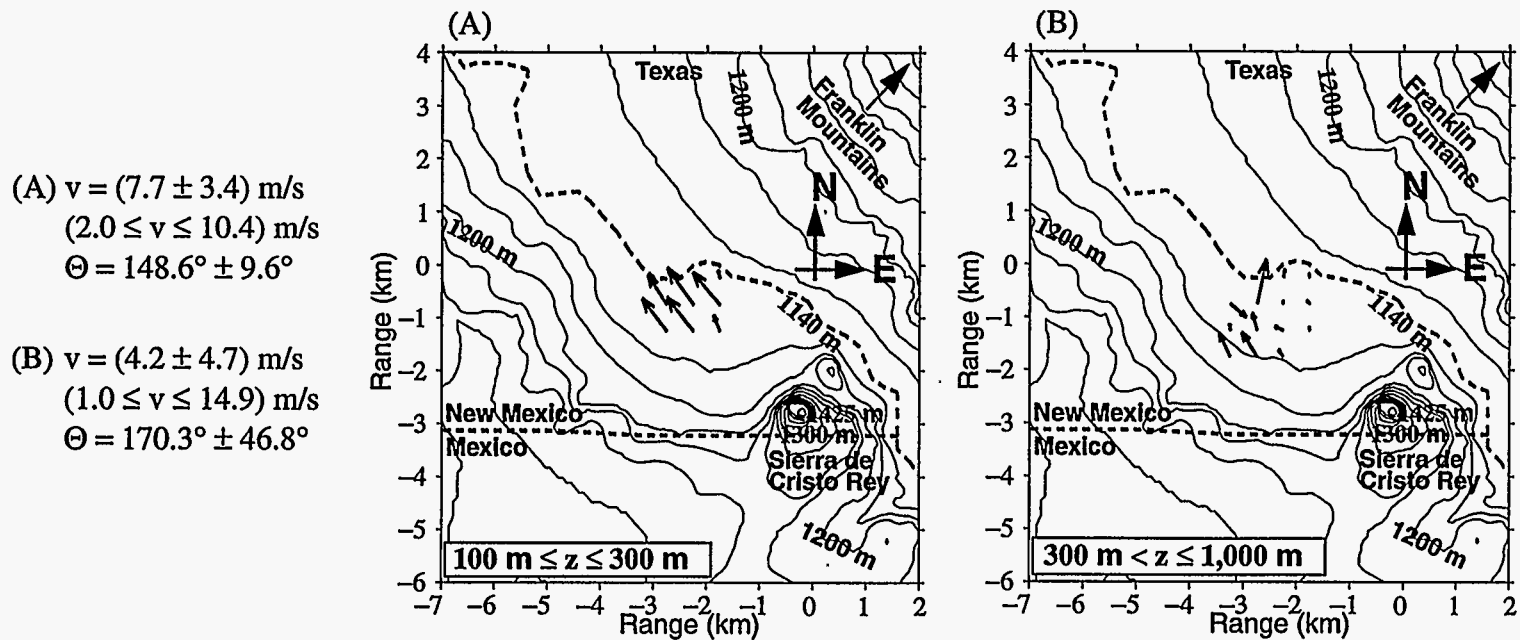 (A) v = (7.7 ± 3.4) m/s
(2.0 ≤ v ≤ 10.4) m/s
Θ = 148.6° ± 9.6°
(B) v = (4.2 ± 4.7) m/s
(1.0 ≤ v ≤ 14.9) m/s
Θ = 170.3° ± 46.8°
(A)
4
3
2
1
0
−1
−2
−3
−4
−5
−6
Range (km)
Texas
1200 m
Franklin
Mountains
N
E
1200 m
1140 m
New Mexico
Mexico
1425 m
1300 m
Sierra de
Cristo Rey
1200 m
100 m ≤ z ≤ 300 m
−7 −6 −5 −4 −3 −2 −1 0 1 2
Range (km)
(B)
4
3
2
1
0
−1
−2
−3
−4
−5
−6
Range (km)
Texas
1200 m
Franklin
Mountains
N
E
1200 m
1140 m
New Mexico
Mexico
1425 m
1300 m
Sierra de
Cristo Rey
1200 m
300 m < z ≤ 1,000 m
−7 −6 −5 −4 −3 −2 −1 0 1 2
Range (km)